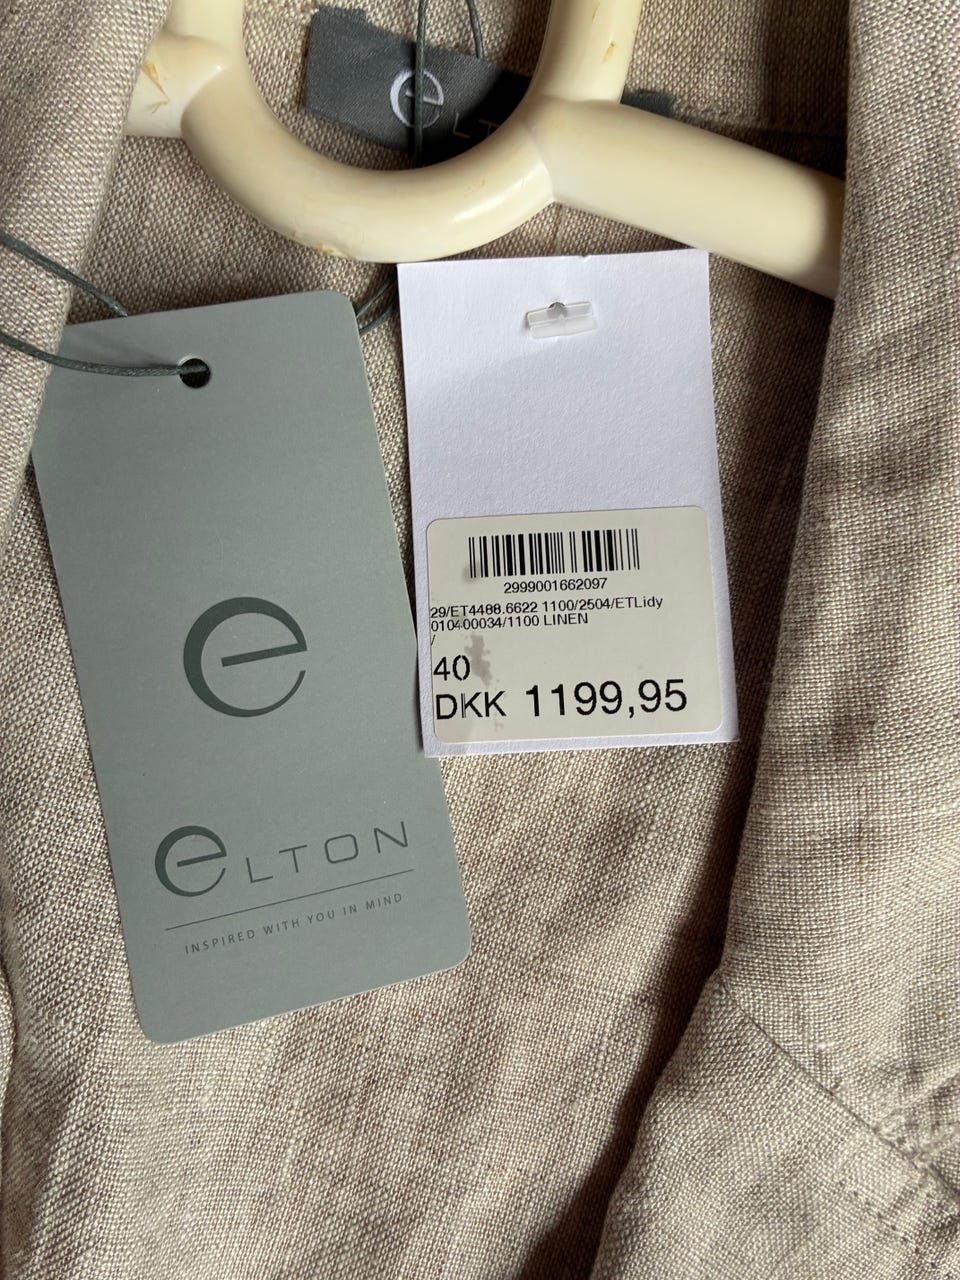 e LT
e
eLTON
INSPIRED WITH YOU IN MIND
2999001662097
29/ET4488.6622 1100/2504/ETLidy
010400034/1100 LINEN
/
40
DKK 1199,95